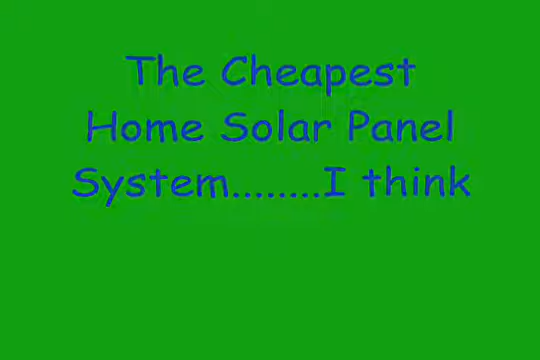 The Cheapest
Home Solar Panel
System........I think